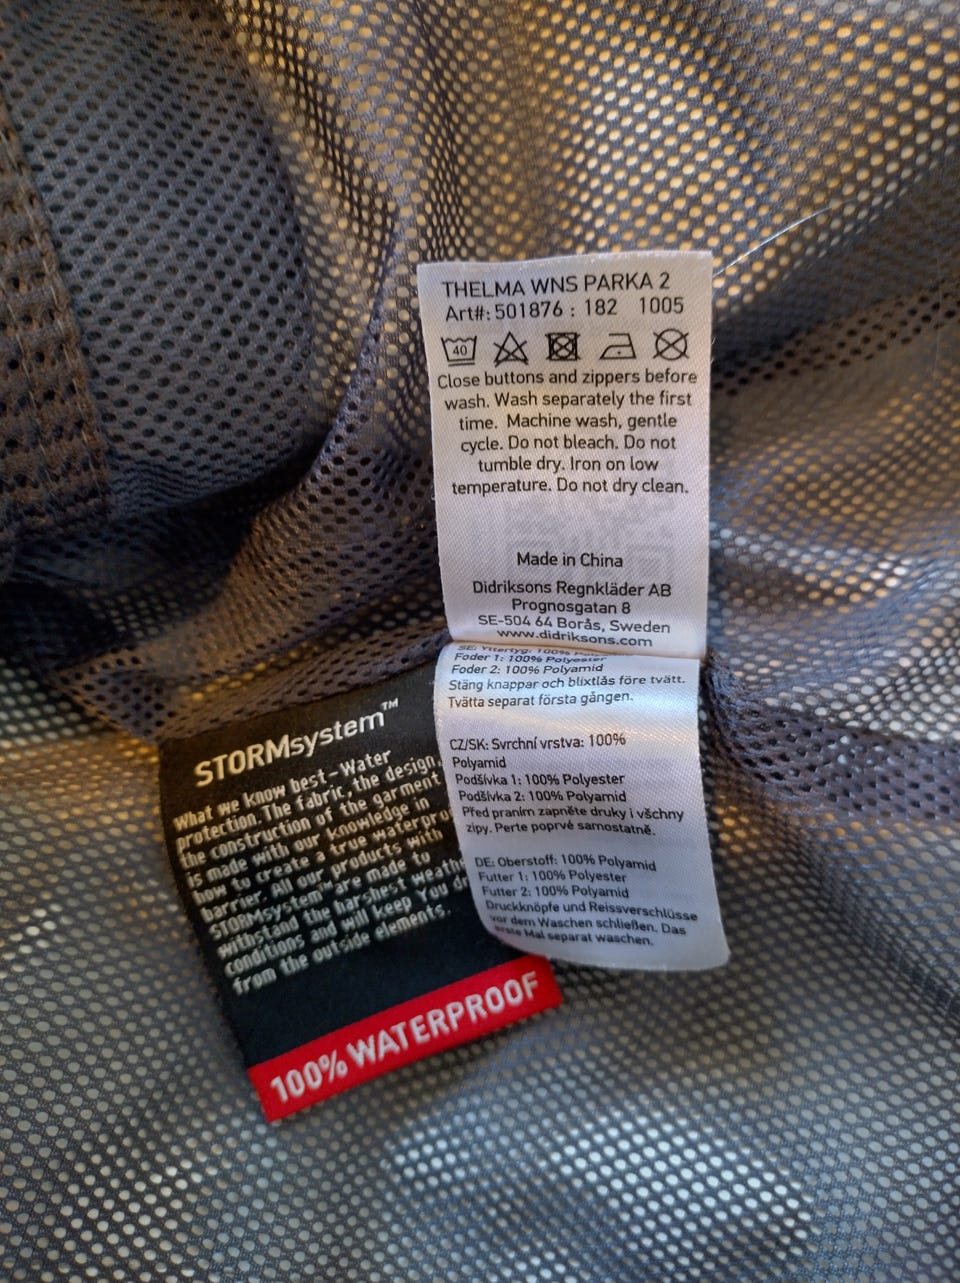 THELMA WNS PARKA 2
Art#: 501876 : 182 1005
40
Close buttons and zippers before
wash. Wash separately the first
time. Machine wash, gentle
cycle. Do not bleach. Do not
tumble dry. Iron on low
temperature. Do not dry clean.
Made in China
Didriksons Regnkläder AB
Prognosgatan 8
SE-504 64 Borås, Sweden
www.didriksons.com
SE: Yttertyg: 100% Polyamid
Foder 1: 100% Polyester
Foder 2: 100% Polyamid
Stäng knappar och blixtlås före tvätt.
Tvätta separat första gången.
CZ/SK: Svrchní vrstva: 100%
Polyamid
Podšívka 1: 100% Polyester
Podšívka 2: 100% Polyamid
Před praním zapněte druky i všchny
zipy. Perte poprvé samostatně.
DE: Oberstoff: 100% Polyamid
Futter 1: 100% Polyester
Futter 2: 100% Polyamid
Druckknöpfe und Reissverschlüsse
vor dem Waschen schließen. Das
erste Mal separat waschen.
STORMsystem™
What we know best – Water
protection. The fabric, the design,
the construction of the garment
is made with our knowledge in
how to create a true waterpro
barrier. All our products with
STORMsystem™ are made to
withstand the harshest weathe
conditions and will keep You dr
from the outside elements.
100% WATERPROOF